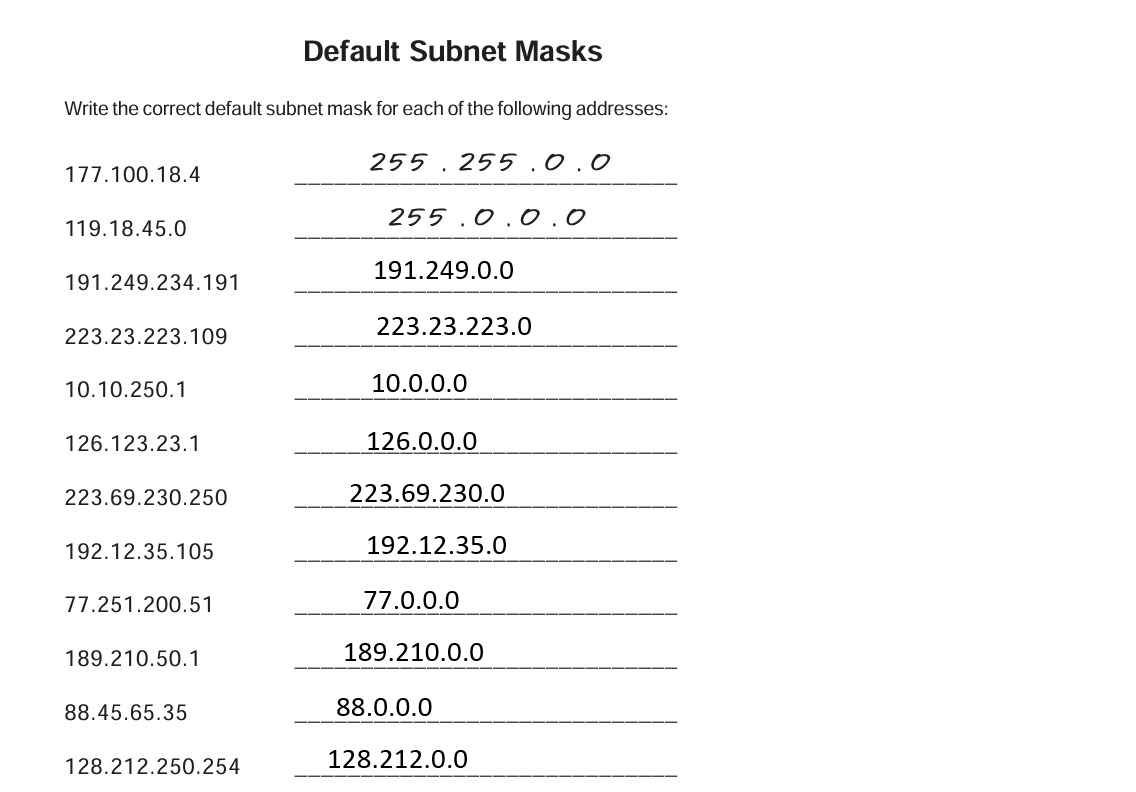 Default Subnet Masks
Write the correct default subnet mask for each of the following addresses:
177.100.18.4 255 . 255 . 0 . 0
119.18.45.0 255 . 0 . 0 . 0
191.249.234.191 191.249.0.0
223.23.223.109 223.23.223.0
10.10.250.1 10.0.0.0
126.123.23.1 126.0.0.0
223.69.230.250 223.69.230.0
192.12.35.105 192.12.35.0
77.251.200.51 77.0.0.0
189.210.50.1 189.210.0.0
88.45.65.35 88.0.0.0
128.212.250.254 128.212.0.0